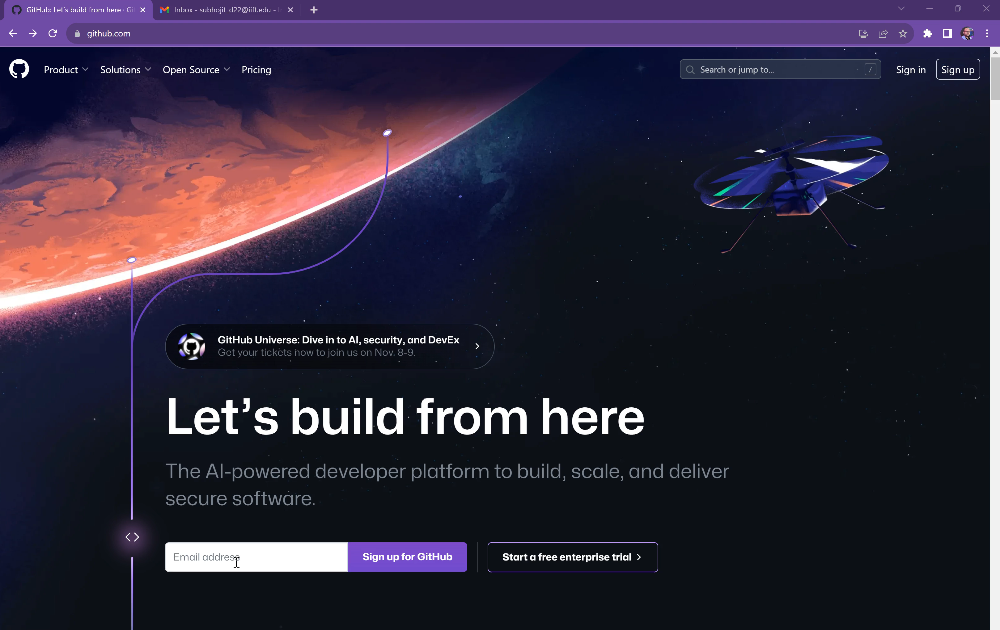 GitHub: Let's build from here · Gi
Inbox - subhojit_d22@iift.edu - I
github.com
Product
Solutions
Open Source
Pricing
Search or jump to...
/
Sign in
Sign up
GitHub Universe: Dive in to AI, security, and DevEx
Get your tickets now to join us on Nov. 8-9.
Let’s build from here
The AI-powered developer platform to build, scale, and deliver
secure software.
Email address
Sign up for GitHub
Start a free enterprise trial